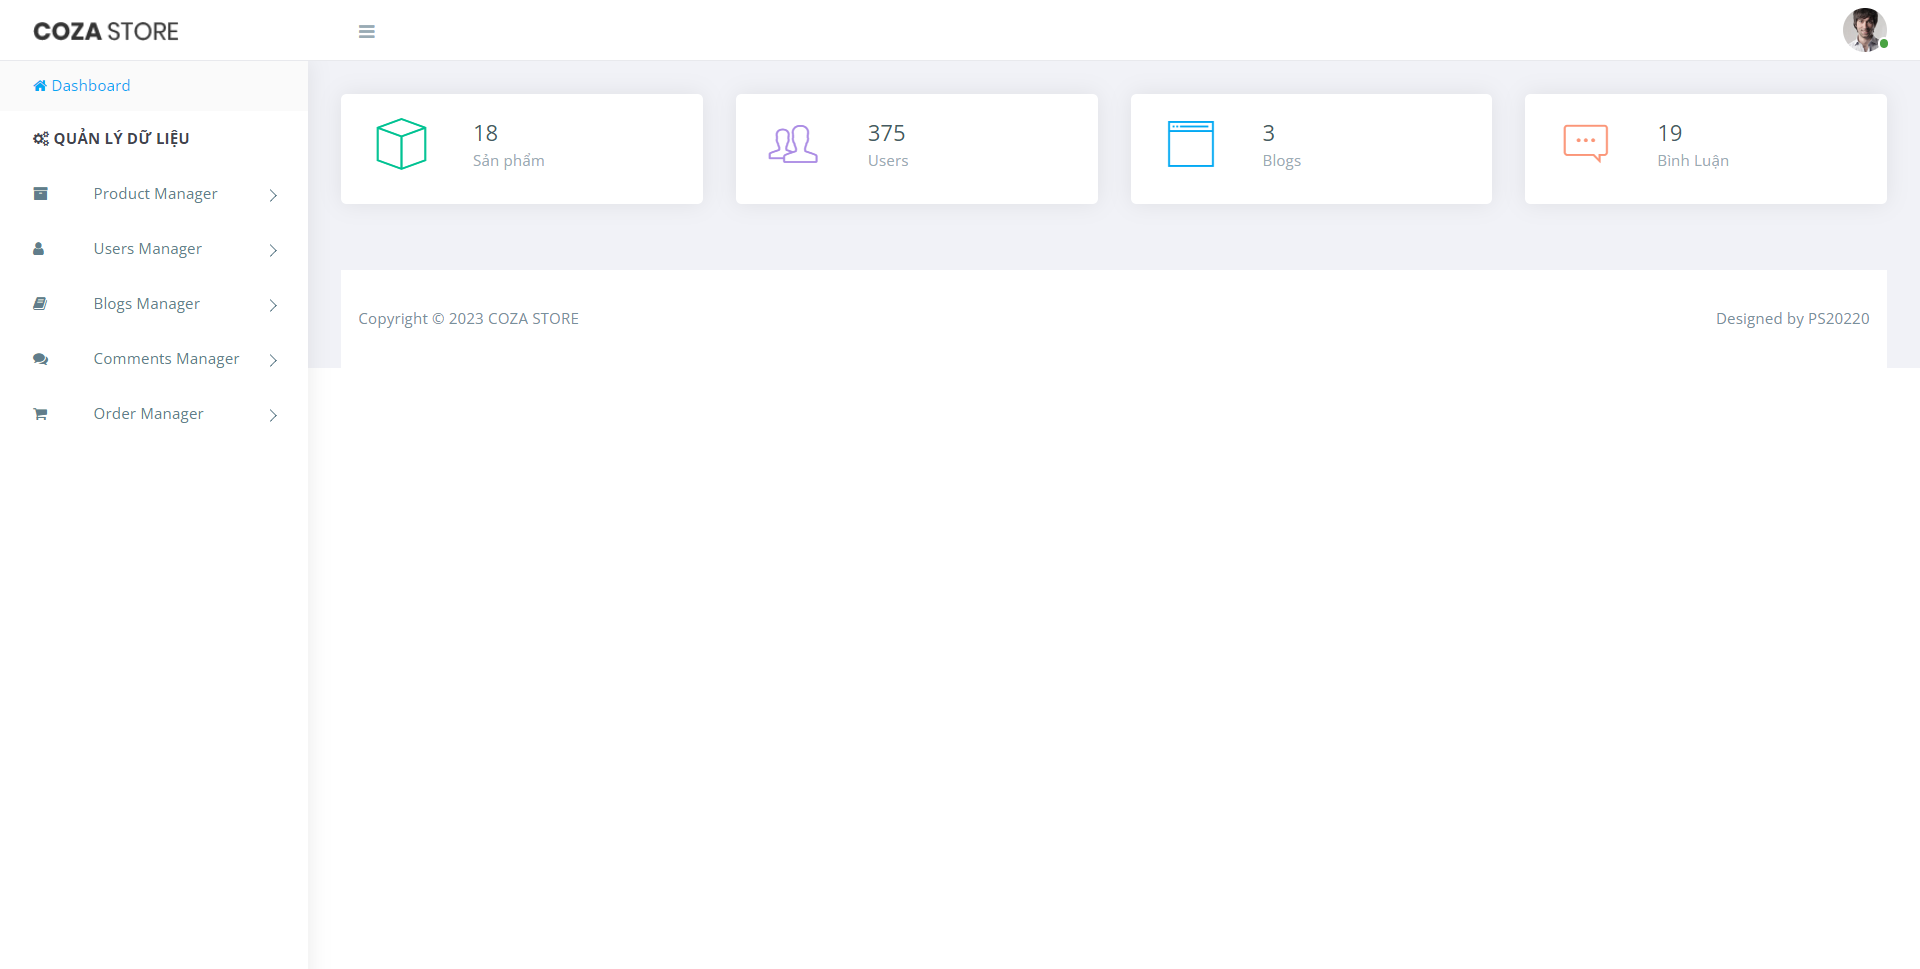 COZA STORE
Dashboard
QUẢN LÝ DỮ LIỆU
Product Manager
Users Manager
Blogs Manager
Comments Manager
Order Manager
18
Sản phẩm
375
Users
3
Blogs
19
Bình Luận
Copyright © 2023 COZA STORE
Designed by PS20220